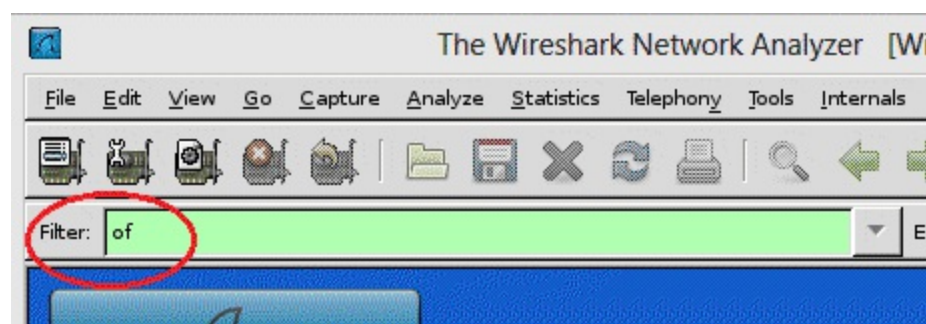 The Wireshark Network Analyzer [Wi
File Edit View Go Capture Analyze Statistics Telephony Tools Internals
Filter: of E